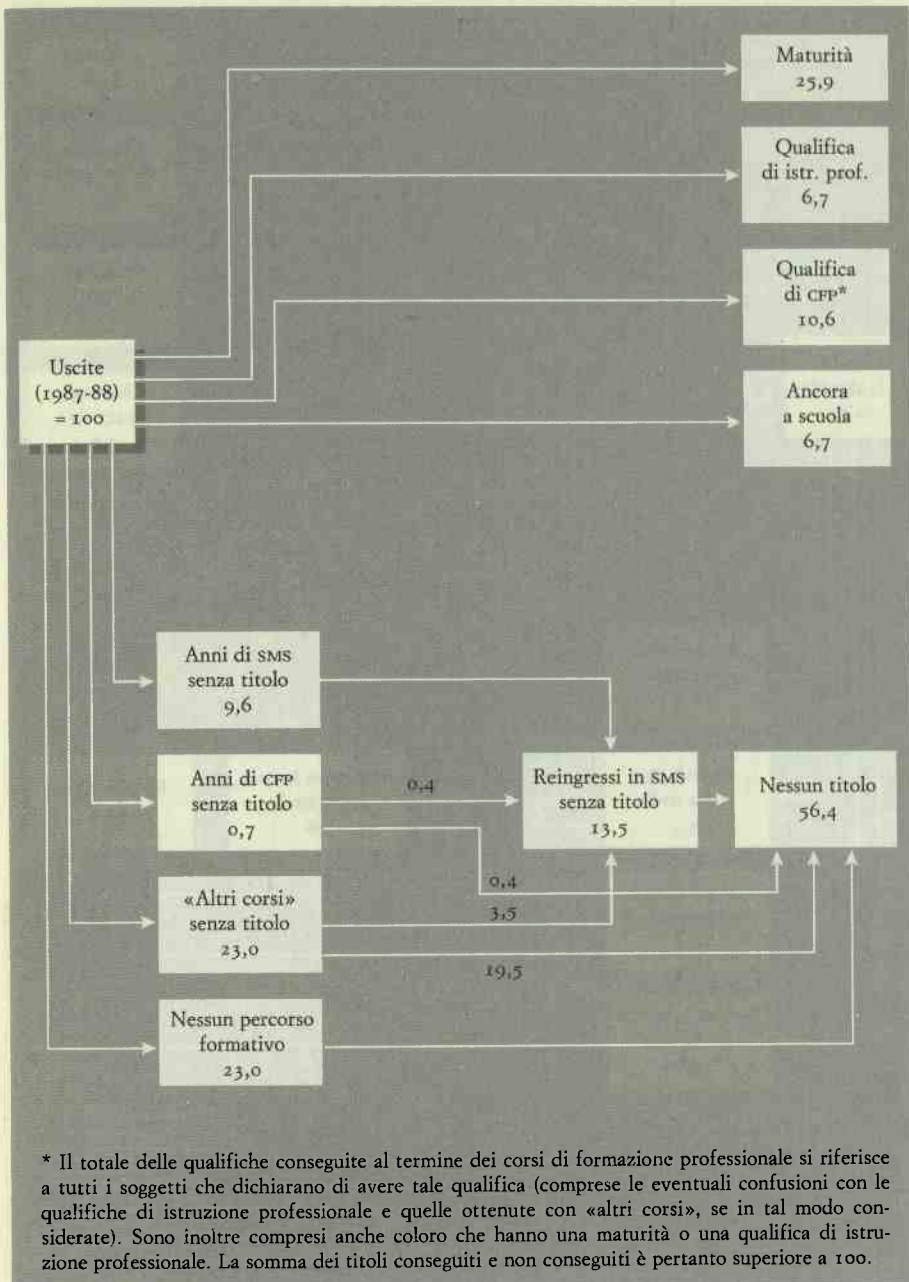 Maturità
25,9
Qualifica
di istr. prof.
6,7
Qualifica
di CFP*
10,6
Uscite
(1987-88)
= 100
Ancora
a scuola
6,7
Anni di SMS
senza titolo
9,6
Anni di CFP
senza titolo
0,7
0,4
Reingressi in SMS
senza titolo
13,5
Nessun titolo
56,4
0,4
«Altri corsi»
senza titolo
23,0
3,5
19,5
Nessun percorso
formativo
23,0
* Il totale delle qualifiche conseguite al termine dei corsi di formazione professionale si riferisce
a tutti i soggetti che dichiarano di avere tale qualifica (comprese le eventuali confusioni con le
qualifiche di istruzione professionale e quelle ottenute con «altri corsi», se in tal modo con-
siderate). Sono inoltre compresi anche coloro che hanno una maturità o una qualifica di istru-
zione professionale. La somma dei titoli conseguiti e non conseguiti è pertanto superiore a 100.